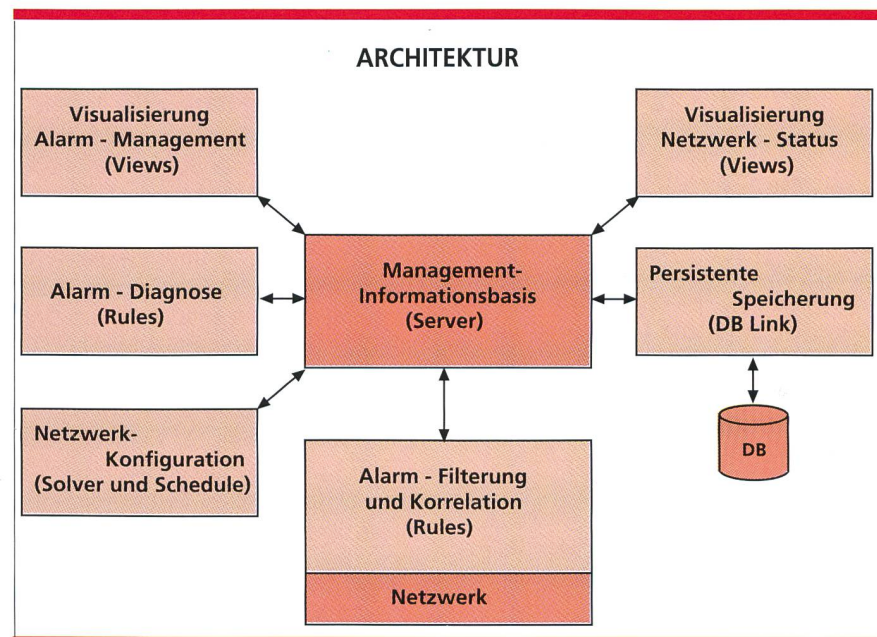 ARCHITEKTUR
Visualisierung
Alarm - Management
(Views)
Visualisierung
Netzwerk - Status
(Views)
Management-
Informationsbasis
(Server)
Alarm - Diagnose
(Rules)
Persistente
Speicherung
(DB Link)
Netzwerk-
Konfiguration
(Solver und Schedule)
Alarm - Filterung
und Korrelation
(Rules)
DB
Netzwerk